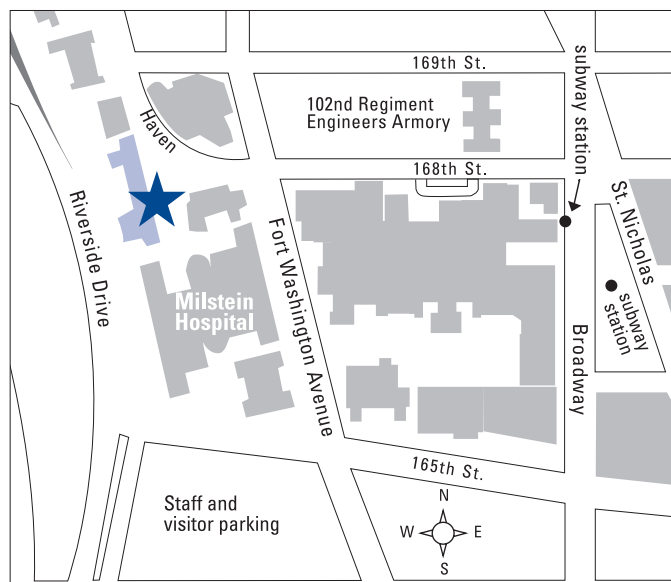 169th St.
subway station
102nd Regiment
Engineers Armory
Haven
168th St.
St. Nicholas
Riverside Drive
Fort Washington Avenue
Milstein
Hospital
subway
station
Broadway
165th St.
Staff and
visitor parking
N
W
E
S